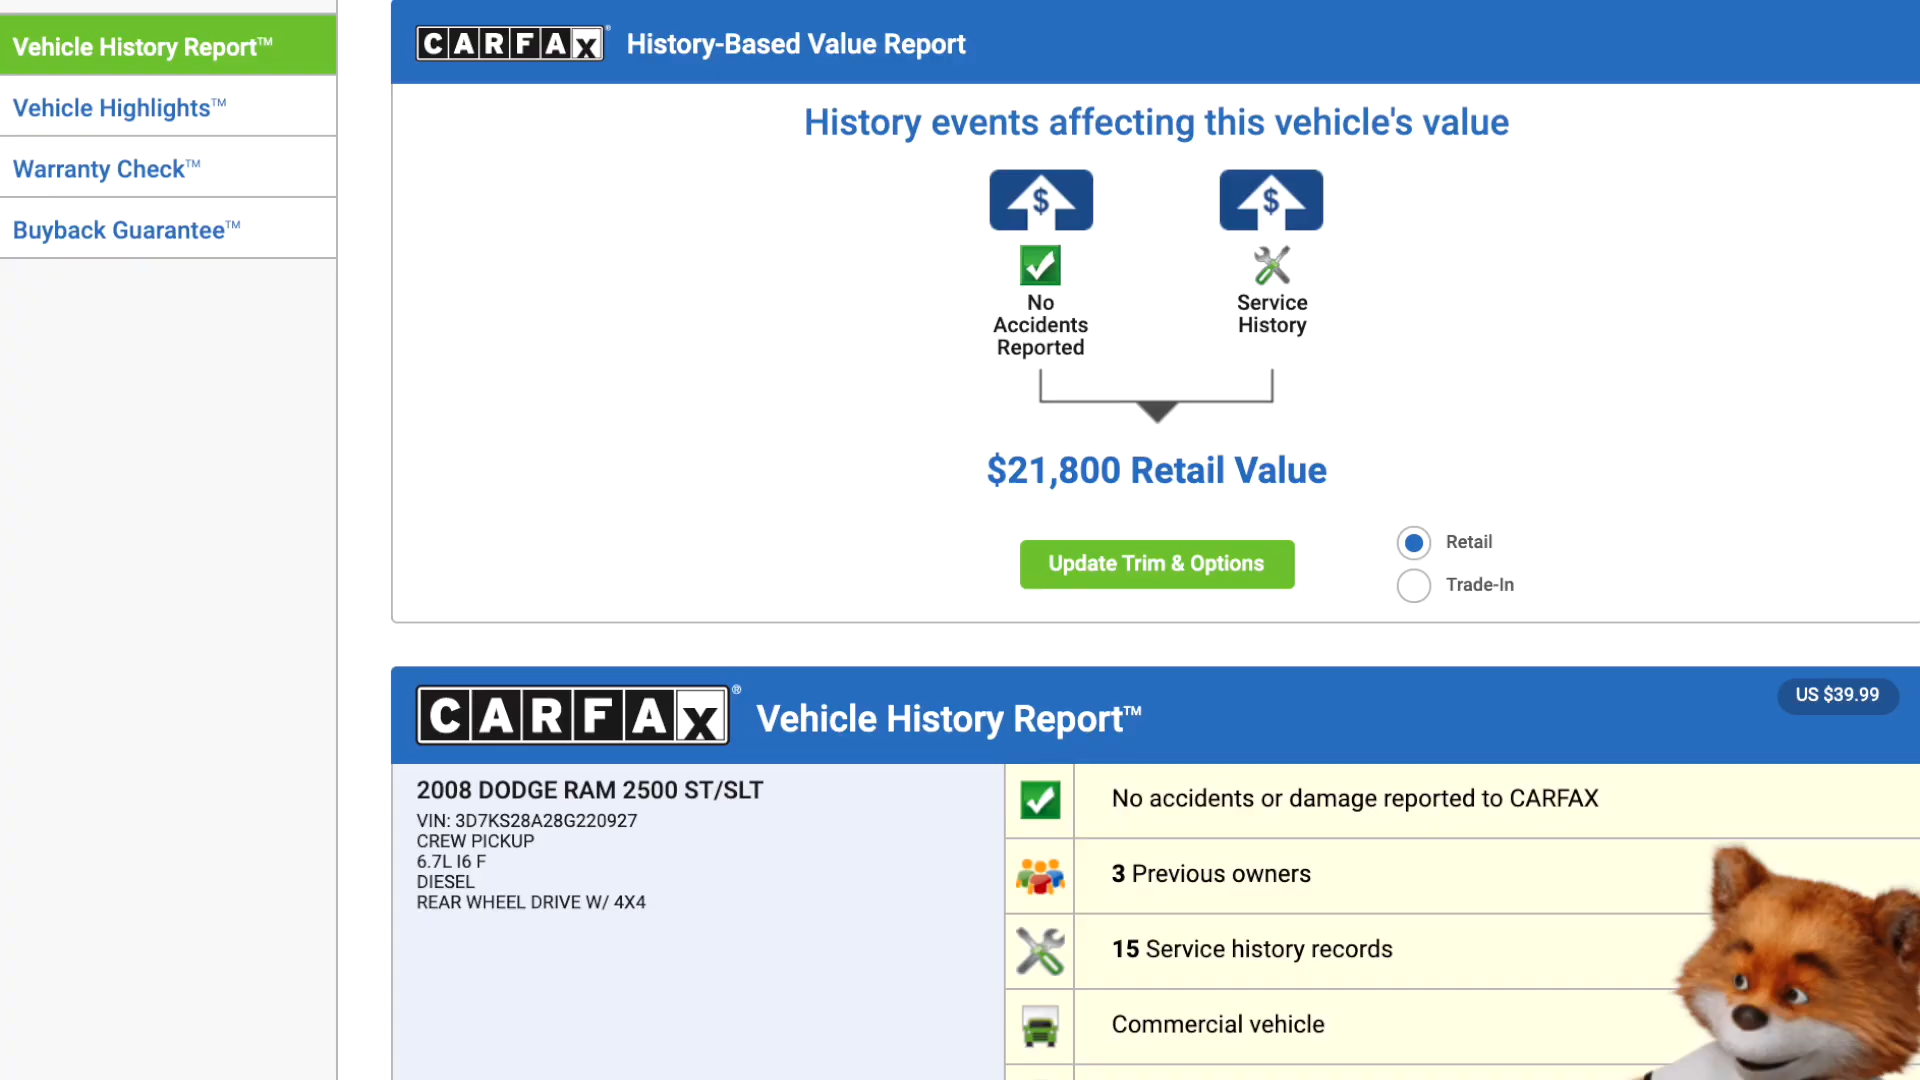 Vehicle History Report™
Vehicle Highlights™
Warranty Check™
Buyback Guarantee™
CARFAX® History-Based Value Report
History events affecting this vehicle's value
$ $
No
Accidents
Reported
Service
History
$21,800 Retail Value
Update Trim & Options
Retail
Trade-In
CARFAX® Vehicle History Report™
US $39.99
2008 DODGE RAM 2500 ST/SLT
VIN: 3D7KS28A28G220927
CREW PICKUP
6.7L I6 F
DIESEL
REAR WHEEL DRIVE W/ 4X4
No accidents or damage reported to CARFAX
3 Previous owners
15 Service history records
Commercial vehicle